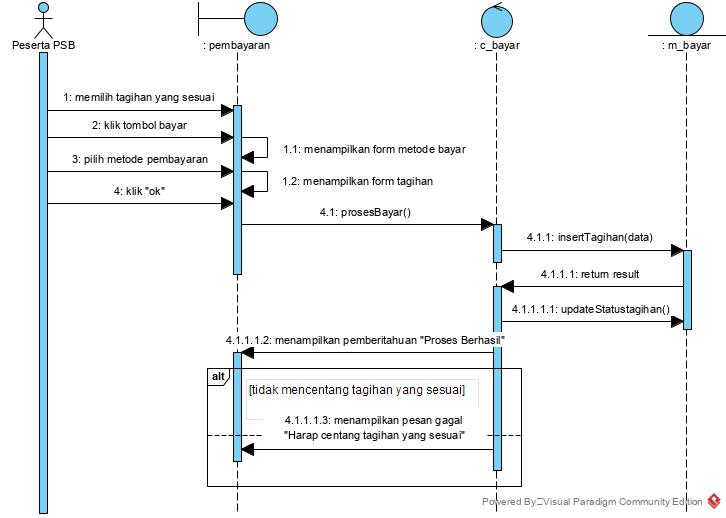 Peserta PSB
: pembayaran
: c_bayar
: m_bayar
1: memilih tagihan yang sesuai
2: klik tombol bayar
1.1: menampilkan form metode bayar
3: pilih metode pembayaran
1.2: menampilkan form tagihan
4: klik "ok"
4.1: prosesBayar()
4.1.1: insertTagihan(data)
4.1.1.1: return result
4.1.1.1.1: updateStatustagihan()
4.1.1.1.2: menampilkan pemberitahuan "Proses Berhasil"
alt
[tidak mencentang tagihan yang sesuai]
4.1.1.1.3: menampilkan pesan gagal
"Harap centang tagihan yang sesuai"
Powered By Visual Paradigm Community Edition